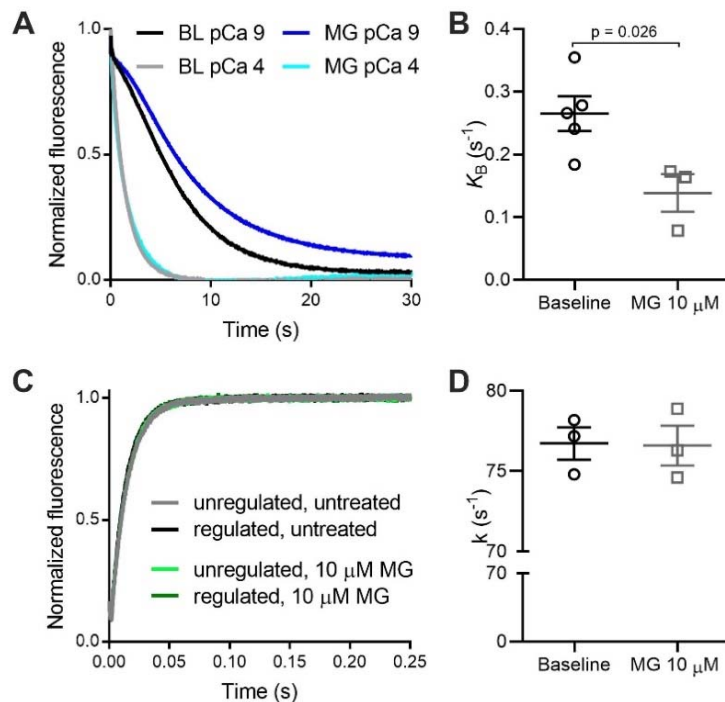 A
BL pCa 9
MG pCa 9
BL pCa 4
MG pCa 4
Normalized fluorescence
1.0
0.5
0.0
0
10
20
30
Time (s)
B
p = 0.026
K_B (s⁻¹)
0.4
0.3
0.2
0.1
0.0
Baseline
MG 10 μM
C
Normalized fluorescence
1.0
0.5
0.0
unregulated, untreated
regulated, untreated
unregulated, 10 μM MG
regulated, 10 μM MG
0.00
0.05
0.10
0.15
0.20
0.25
Time (s)
D
k (s⁻¹)
80
75
70
70
0
Baseline
MG 10 μM